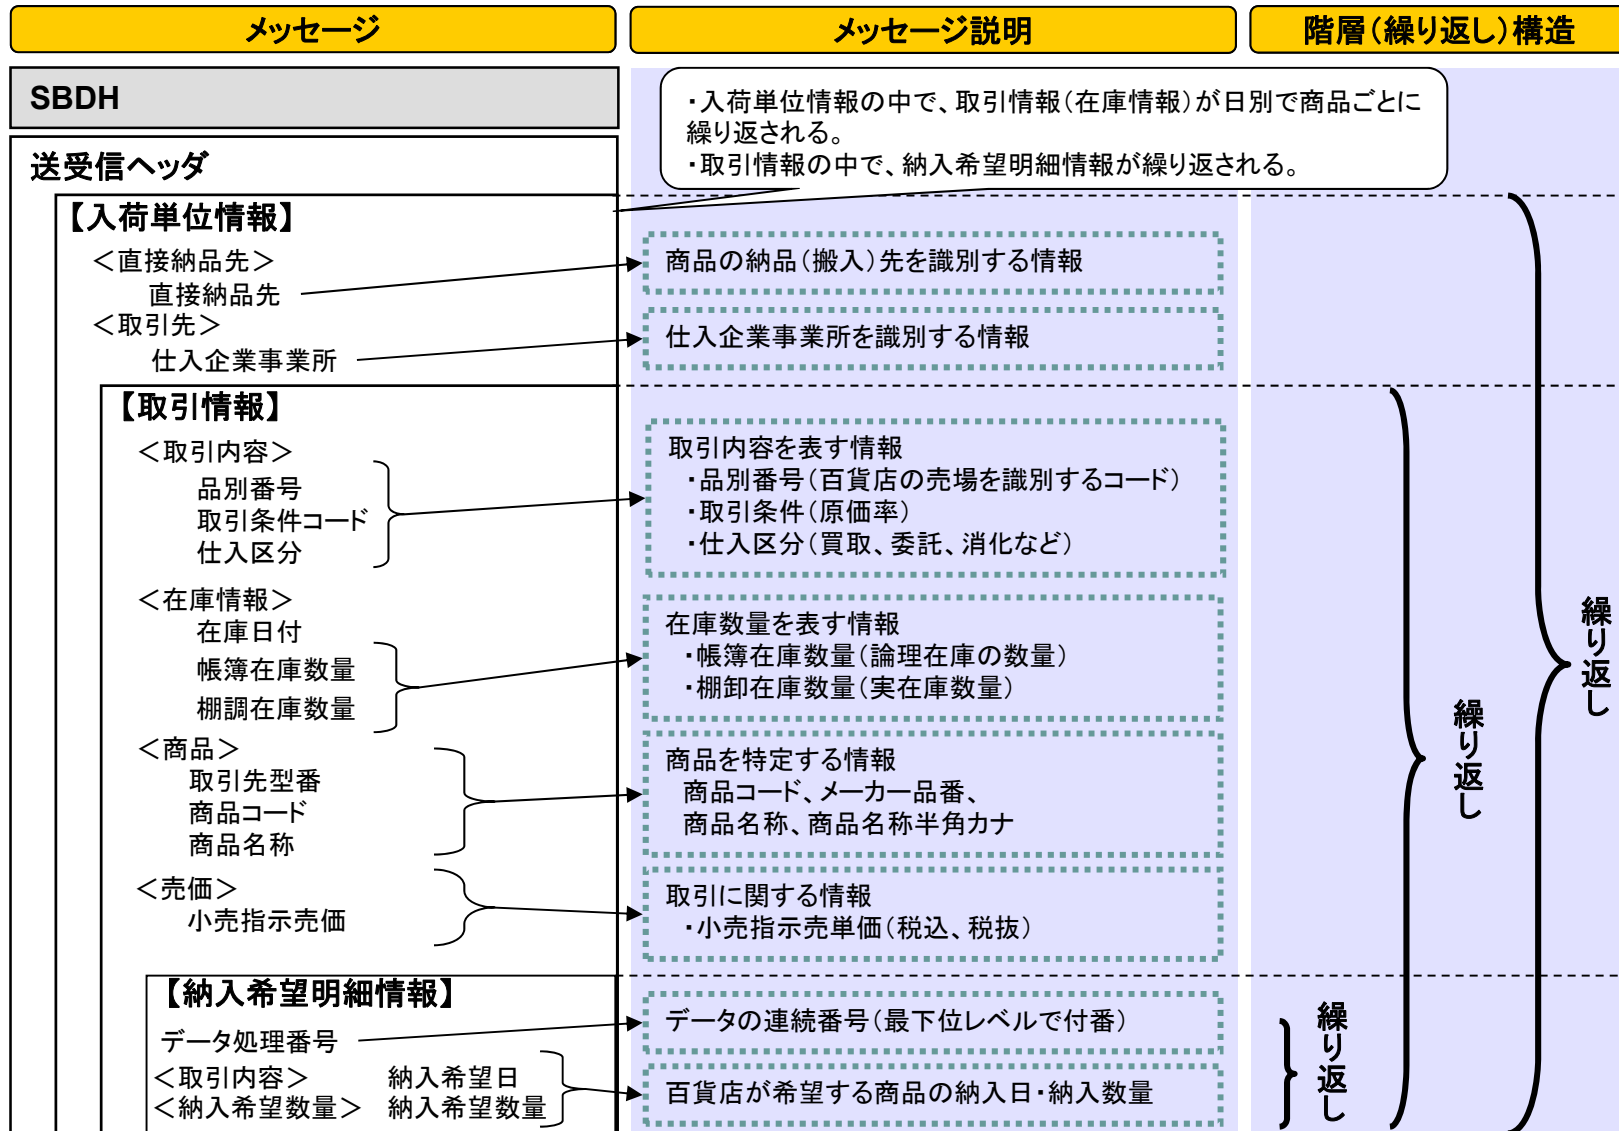 メッセージ
メッセージ説明
階層(繰り返し)構造
SBDH
・入荷単位情報の中で、取引情報(在庫情報)が日別で商品ごとに
繰り返される。
・取引情報の中で、納入希望明細情報が繰り返される。
送受信ヘッダ
【入荷単位情報】
<直接納品先>
直接納品先
商品の納品(搬入)先を識別する情報
<取引先>
仕入企業事業所
仕入企業事業所を識別する情報
【取引情報】
<取引内容>
品別番号
取引条件コード
仕入区分
取引内容を表す情報
・品別番号(百貨店の売場を識別するコード)
・取引条件(原価率)
・仕入区分(買取、委託、消化など)
<在庫情報>
在庫日付
帳簿在庫数量
棚調在庫数量
在庫数量を表す情報
・帳簿在庫数量(論理在庫の数量)
・棚卸在庫数量(実在庫数量)
<商品>
取引先型番
商品コード
商品名称
商品を特定する情報
商品コード、メーカー品番、
商品名称、商品名称半角カナ
<売価>
小売指示売価
取引に関する情報
・小売指示売単価(税込、税抜)
【納入希望明細情報】
データ処理番号
データの連続番号(最下位レベルで付番)
<取引内容> 納入希望日
<納入希望数量> 納入希望数量
百貨店が希望する商品の納入日・納入数量
繰り返し
繰り返し
繰り返し